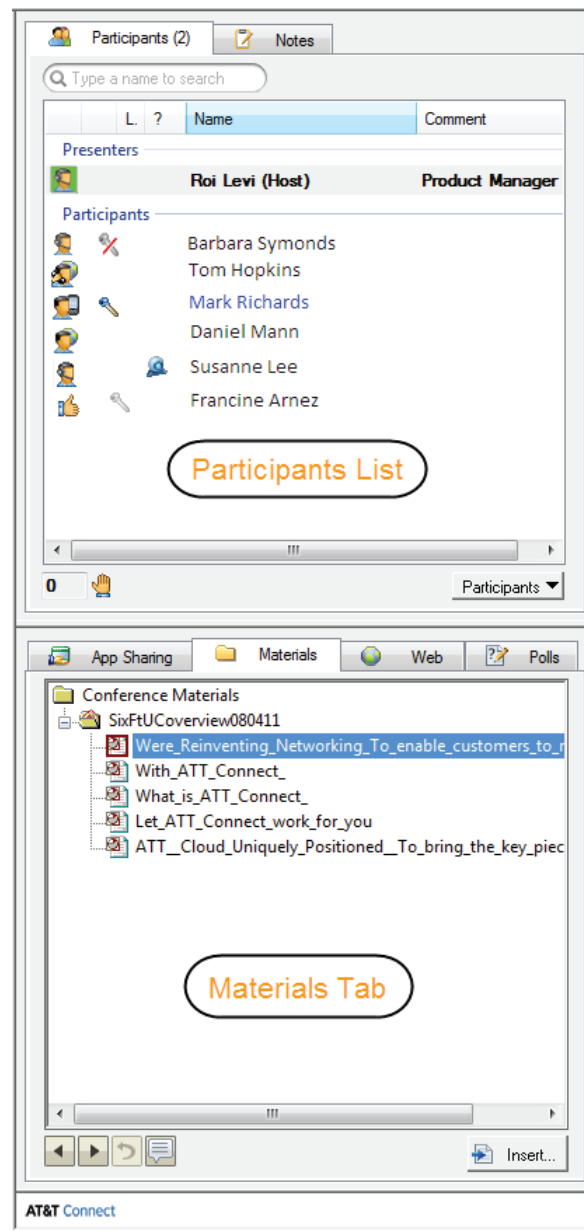 Participants (2) Notes
Type a name to search
L. ? Name Comment
Presenters
Roi Levi (Host) Product Manager
Participants
Barbara Symonds
Tom Hopkins
Mark Richards
Daniel Mann
Susanne Lee
Francine Arnez
Participants List
0 Participants
App Sharing Materials Web Polls
Conference Materials
SixFtUCoverview080411
Were_Reinventing_Networking_To_enable_customers_to_r
With_ATT_Connect_
What_is_ATT_Connect_
Let_ATT_Connect_work_for_you
ATT__Cloud_Uniquely_Positioned__To_bring_the_key_piec
Materials Tab
Insert...
AT&T Connect